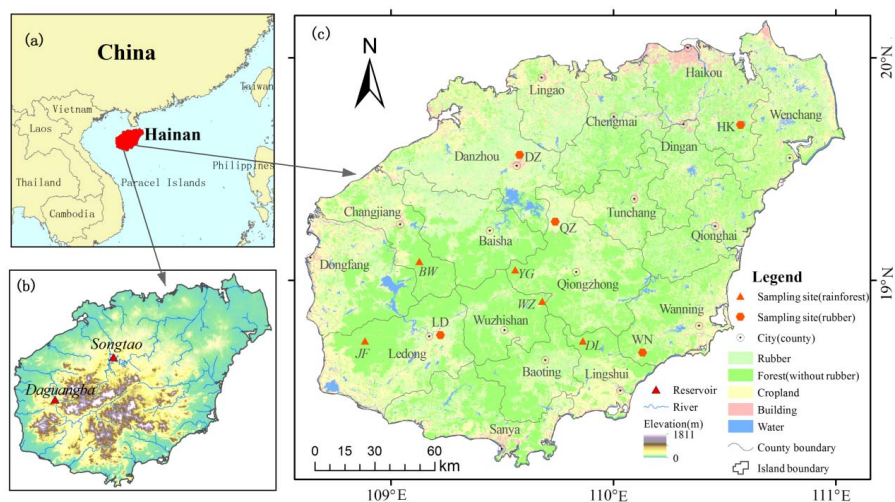 (a)
China
Taiwan
Vietnam
Laos
Hainan
Philippines
Thailand
Paracel Islands
Cambodia
(b)
Songtao
Daguangba
(c)
N
20°N
19°N
Haikou
Lingao
Wenchang
HK
Chengmai
Dingan
Danzhou
DZ
Tunchang
Changjiang
QZ
Baisha
Qionghai
Dongfang
BW
YG
Qiongzhong
WZ
Wanning
LD
Wuzhishan
JF
Ledong
DL
WN
Baoting
Lingshui
Sanya
0 15 30 60
km
109°E
110°E
111°E
Legend
Sampling site(rainforest)
Sampling site(rubber)
City(county)
Rubber
Forest(without rubber)
Cropland
Building
Water
County boundary
Island boundary
Reservoir
River
Elevation(m)
1811
0